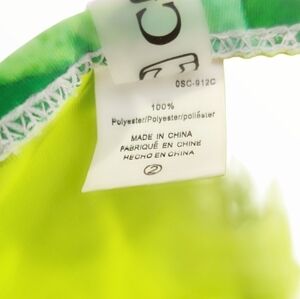 C
0SC-912C
100%
Polyester/Polyester/poliéster
MADE IN CHINA
FABRIQUÉ EN CHINE
HECHO EN CHINA
2